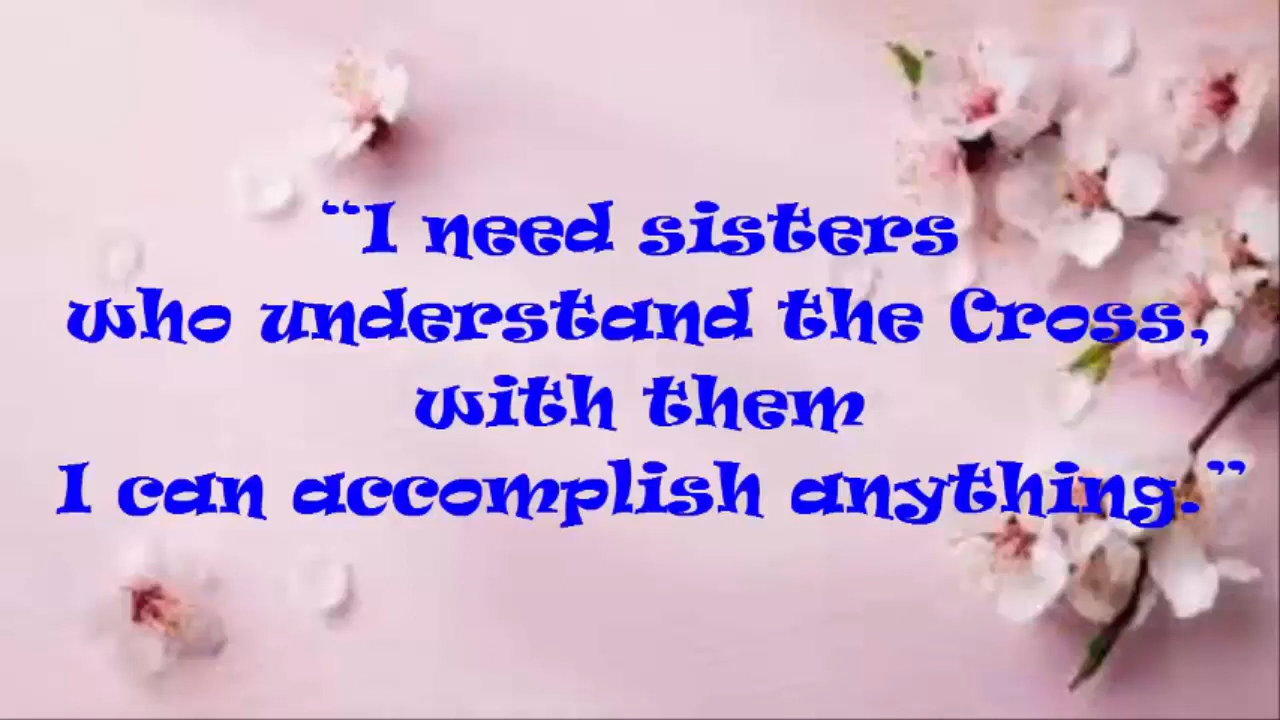 “I need sisters
who understand the Cross,
with them
I can accomplish anything.”